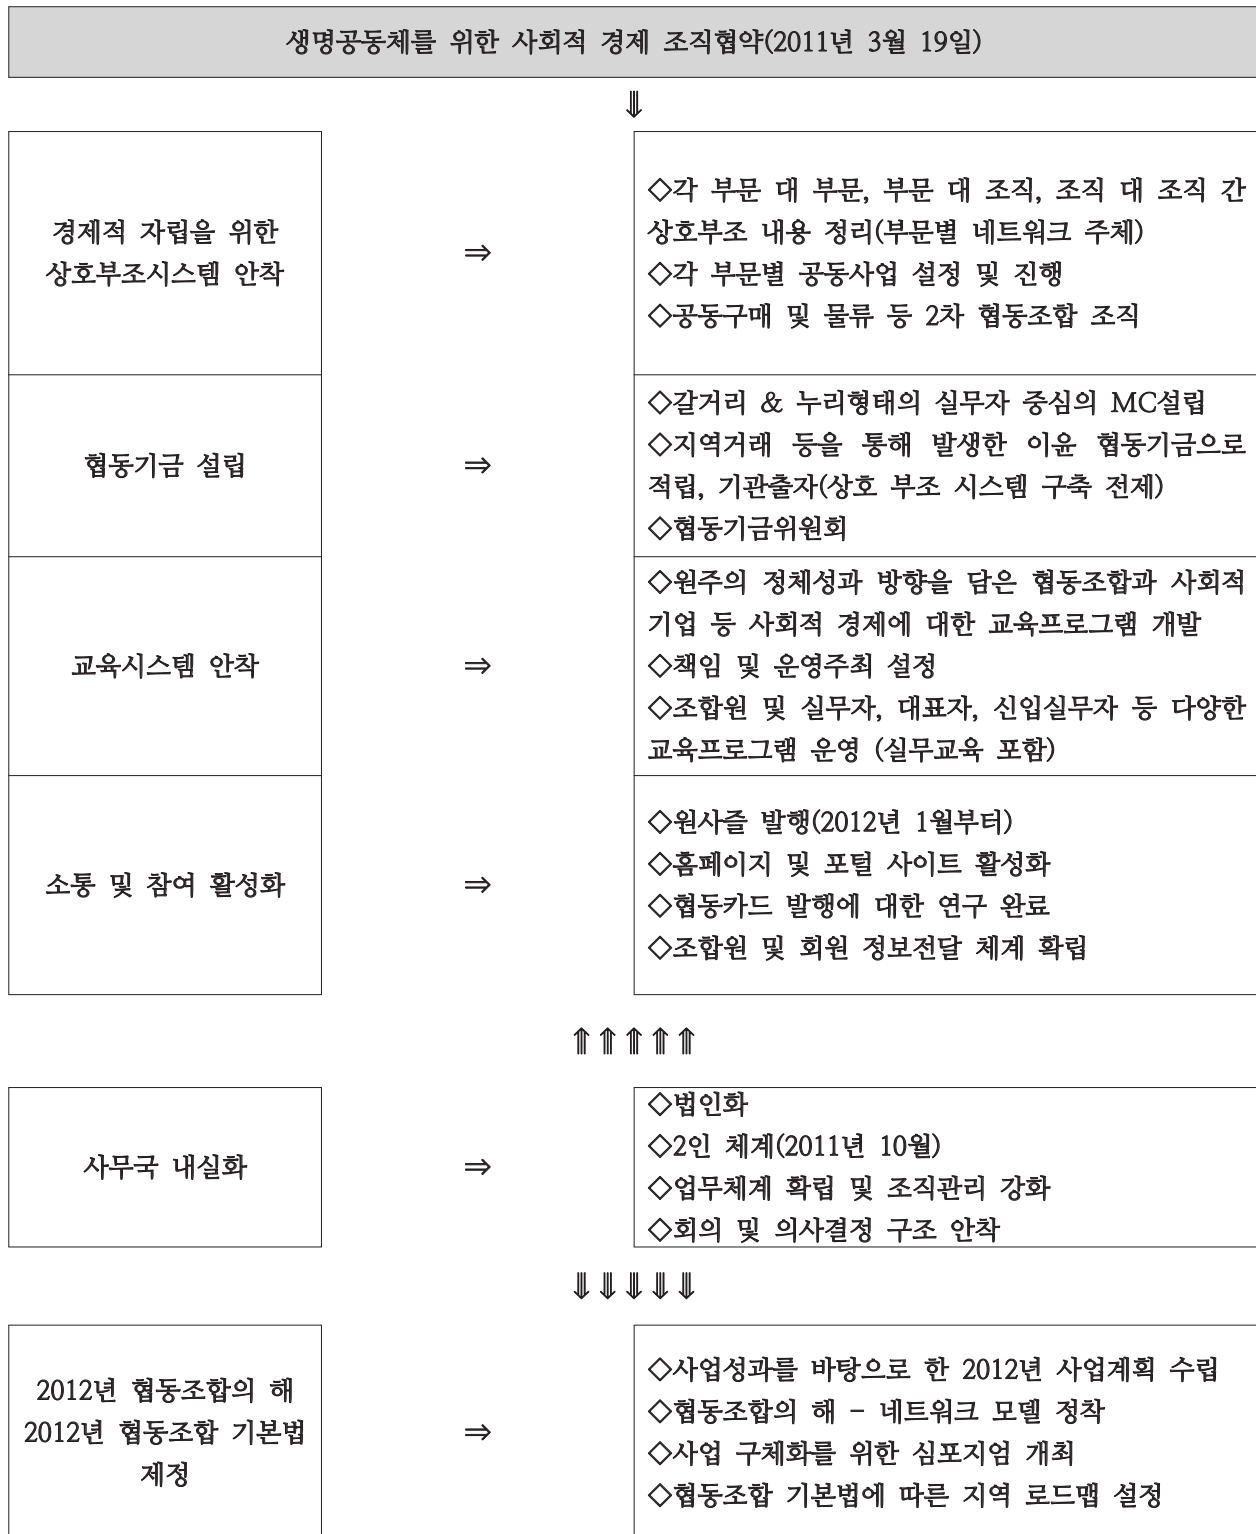 생명공동체를 위한 사회적 경제 조직협약(2011년 3월 19일)
⇓
경제적 자립을 위한
상호부조시스템 안착
⇒
◇각 부문 대 부문, 부문 대 조직, 조직 대 조직 간
상호부조 내용 정리(부문별 네트워크 주체)
◇각 부문별 공동사업 설정 및 진행
◇공동구매 및 물류 등 2차 협동조합 조직
협동기금 설립
⇒
◇갈거리 & 누리형태의 실무자 중심의 MC설립
◇지역거래 등을 통해 발생한 이윤 협동기금으로
적립, 기관출자(상호 부조 시스템 구축 전제)
◇협동기금위원회
교육시스템 안착
⇒
◇원주의 정체성과 방향을 담은 협동조합과 사회적
기업 등 사회적 경제에 대한 교육프로그램 개발
◇책임 및 운영주최 설정
◇조합원 및 실무자, 대표자, 신입실무자 등 다양한
교육프로그램 운영 (실무교육 포함)
소통 및 참여 활성화
⇒
◇원사즐 발행(2012년 1월부터)
◇홈페이지 및 포털 사이트 활성화
◇협동카드 발행에 대한 연구 완료
◇조합원 및 회원 정보전달 체계 확립
⇑⇑⇑⇑⇑
사무국 내실화
⇒
◇법인화
◇2인 체계(2011년 10월)
◇업무체계 확립 및 조직관리 강화
◇회의 및 의사결정 구조 안착
⇓⇓⇓⇓⇓
2012년 협동조합의 해
2012년 협동조합 기본법
제정
⇒
◇사업성과를 바탕으로 한 2012년 사업계획 수립
◇협동조합의 해 - 네트워크 모델 정착
◇사업 구체화를 위한 심포지엄 개최
◇협동조합 기본법에 따른 지역 로드맵 설정